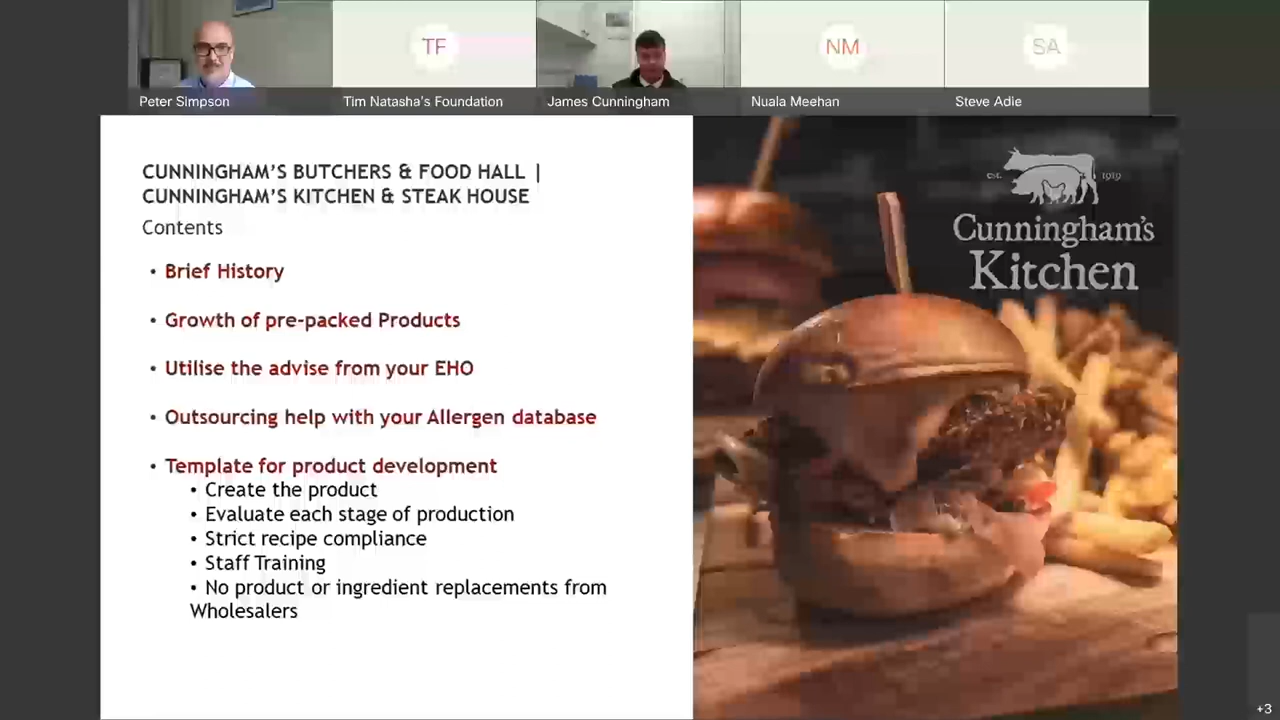 TF
NM
SA
Peter Simpson
Tim Natasha's Foundation
James Cunningham
Nuala Meehan
Steve Adie
CUNNINGHAM'S BUTCHERS & FOOD HALL |
CUNNINGHAM'S KITCHEN & STEAK HOUSE
Contents
• Brief History
• Growth of pre-packed Products
• Utilise the advise from your EHO
• Outsourcing help with your Allergen database
• Template for product development
• Create the product
• Evaluate each stage of production
• Strict recipe compliance
• Staff Training
• No product or ingredient replacements from
Wholesalers
est. 1919
Cunningham's
Kitchen
+3